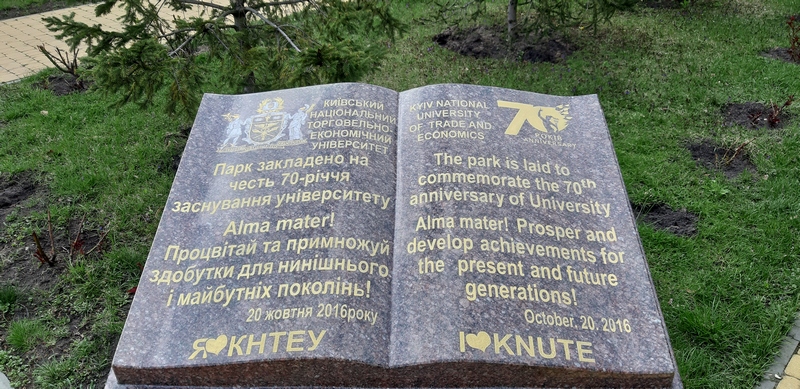 КИЇВСЬКИЙ
НАЦІОНАЛЬНИЙ
ТОРГОВЕЛЬНО-
ЕКОНОМІЧНИЙ
УНІВЕРСИТЕТ
Парк закладено на
честь 70-річчя
заснування університету
Alma mater!
Процвітай та примножуй
здобутки для нинішнього
і майбутніх поколінь!
20 жовтня 2016року
Я♥КНТЕУ
KYIV NATIONAL
UNIVERSITY
OF TRADE AND
ECONOMICS
70
ANNIVERSARY
The park is laid to
commemorate the 70th
anniversary of University
Alma mater! Prosper and
develop achievements for
the present and future
generations!
October, 20, 2016
I♥KNUTE